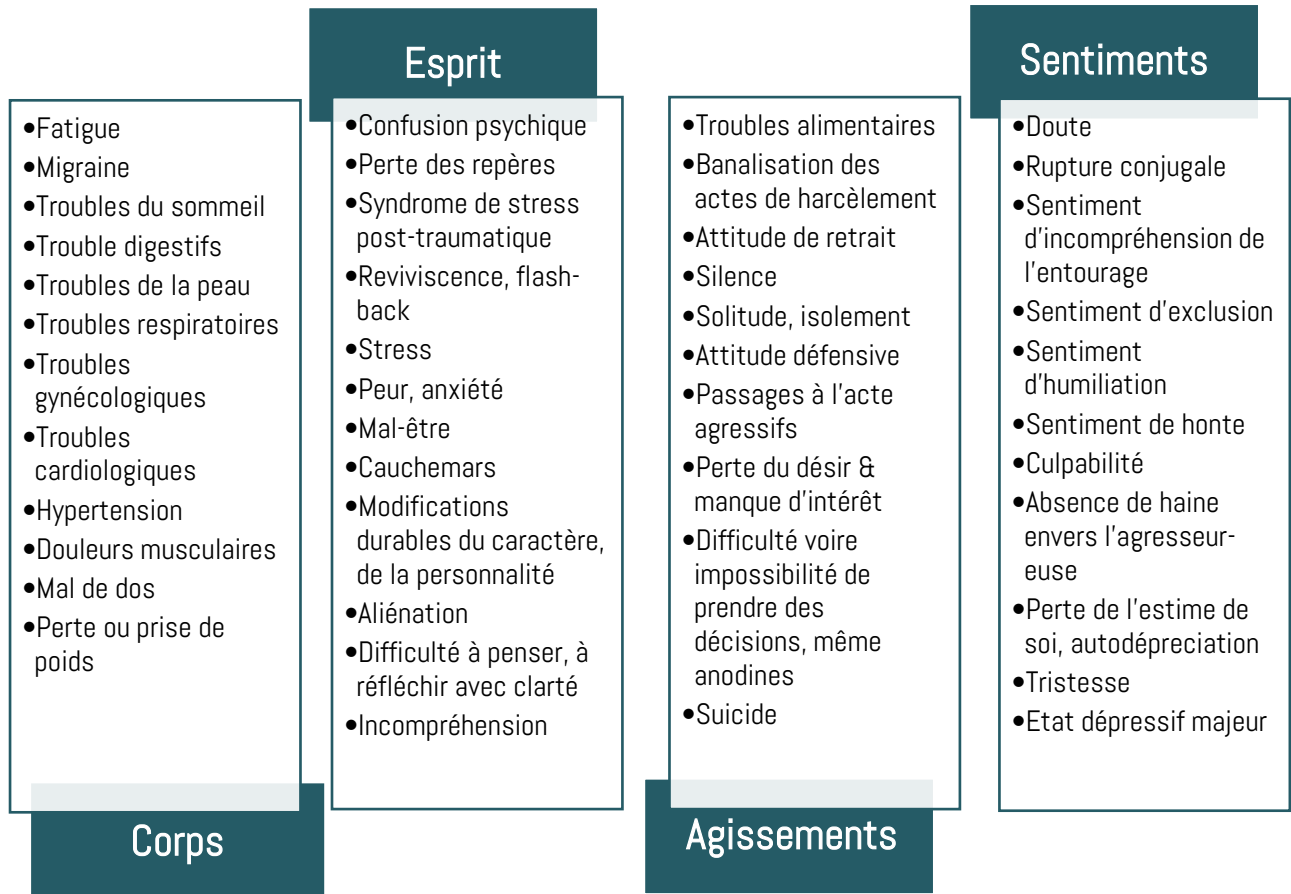 Esprit
Sentiments
•Fatigue
•Migraine
•Troubles du sommeil
•Trouble digestifs
•Troubles de la peau
•Troubles respiratoires
•Troubles
gynécologiques
•Troubles
cardiologiques
•Hypertension
•Douleurs musculaires
•Mal de dos
•Perte ou prise de
poids
Corps
•Confusion psychique
•Perte des repères
•Syndrome de stress
post-traumatique
•Reviviscence, flash-
back
•Stress
•Peur, anxiété
•Mal-être
•Cauchemars
•Modifications
durables du caractère,
de la personnalité
•Aliénation
•Difficulté à penser, à
réfléchir avec clarté
•Incompréhension
•Troubles alimentaires
•Banalisation des
actes de harcèlement
•Attitude de retrait
•Silence
•Solitude, isolement
•Attitude défensive
•Passages à l'acte
agressifs
•Perte du désir &
manque d'intérêt
•Difficulté voire
impossibilité de
prendre des
décisions, même
anodines
•Suicide
Agissements
•Doute
•Rupture conjugale
•Sentiment
d'incompréhension de
l'entourage
•Sentiment d'exclusion
•Sentiment
d'humiliation
•Sentiment de honte
•Culpabilité
•Absence de haine
envers l'agresseur-
euse
•Perte de l'estime de
soi, autodépreciation
•Tristesse
•Etat dépressif majeur